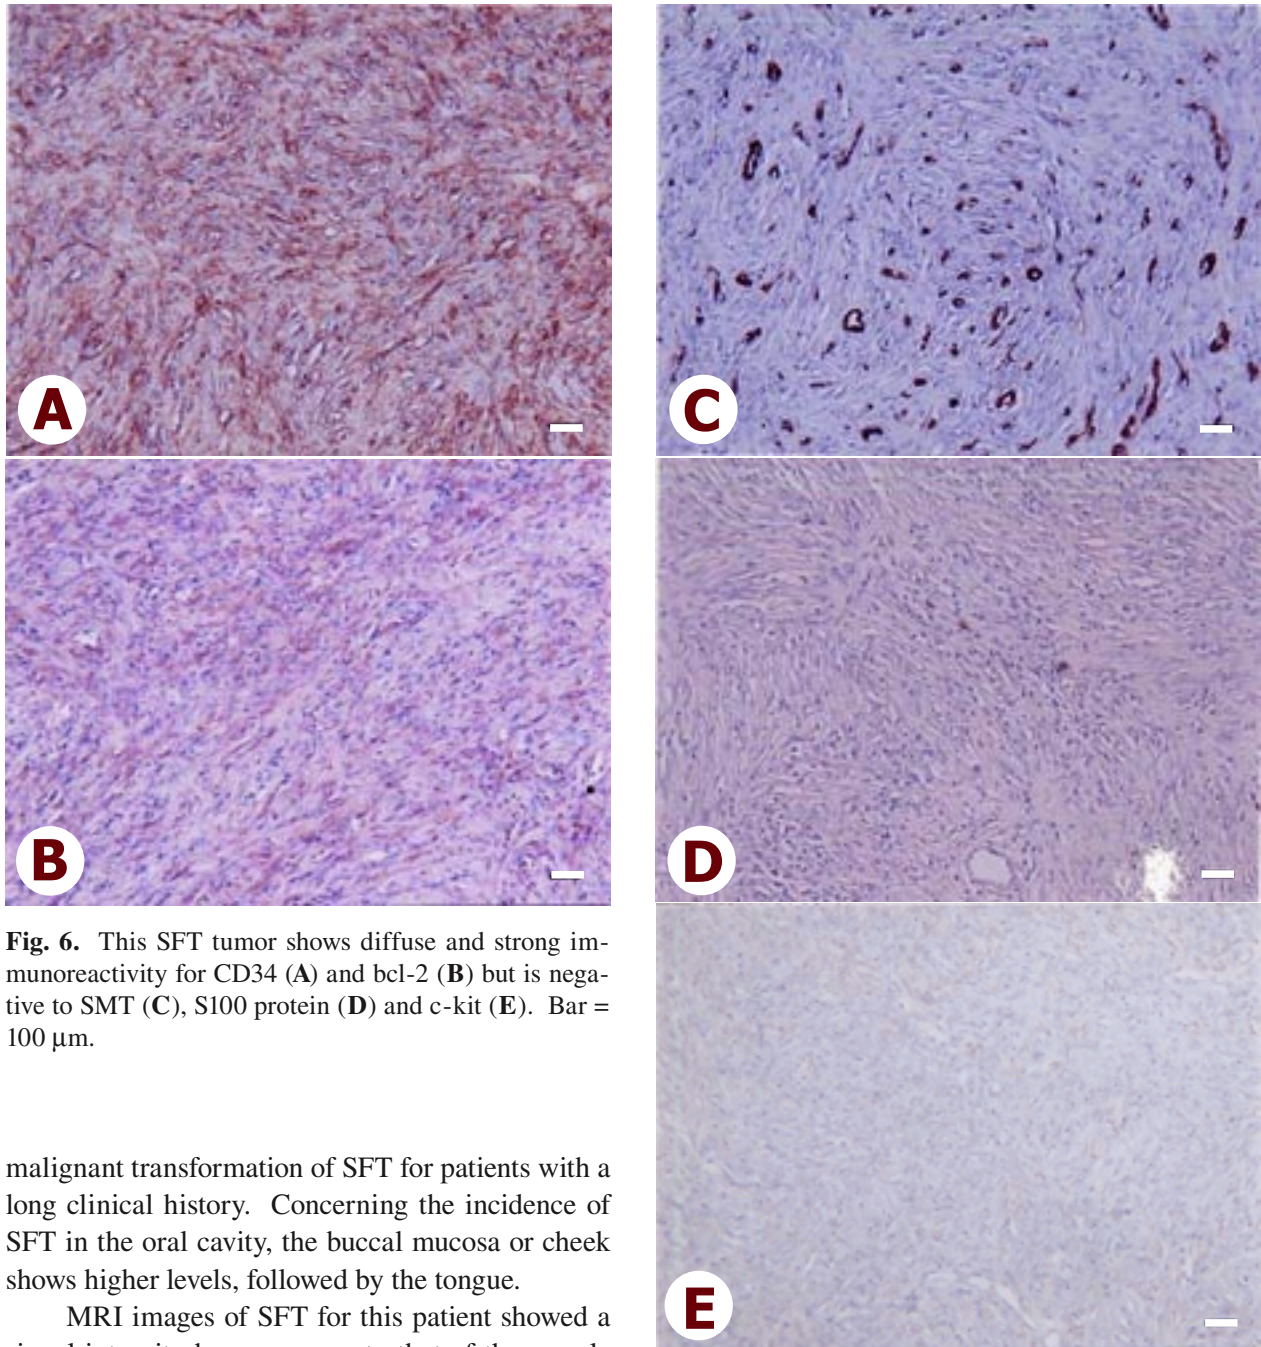 A
C
B
D
E
Fig. 6. This SFT tumor shows diffuse and strong im-
munoreactivity for CD34 (A) and bcl-2 (B) but is nega-
tive to SMT (C), S100 protein (D) and c-kit (E). Bar =
100 μm.
malignant transformation of SFT for patients with a
long clinical history. Concerning the incidence of
SFT in the oral cavity, the buccal mucosa or cheek
shows higher levels, followed by the tongue.
MRI images of SFT for this patient showed a